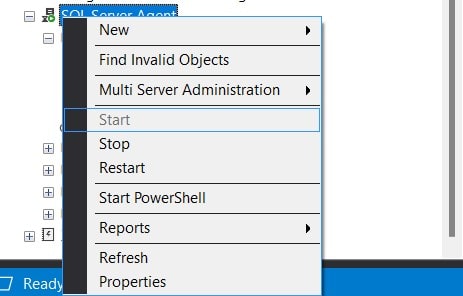 SQL Server Agent
New
Find Invalid Objects
Multi Server Administration
Start
Stop
Restart
Start PowerShell
Reports
Refresh
Properties
Ready